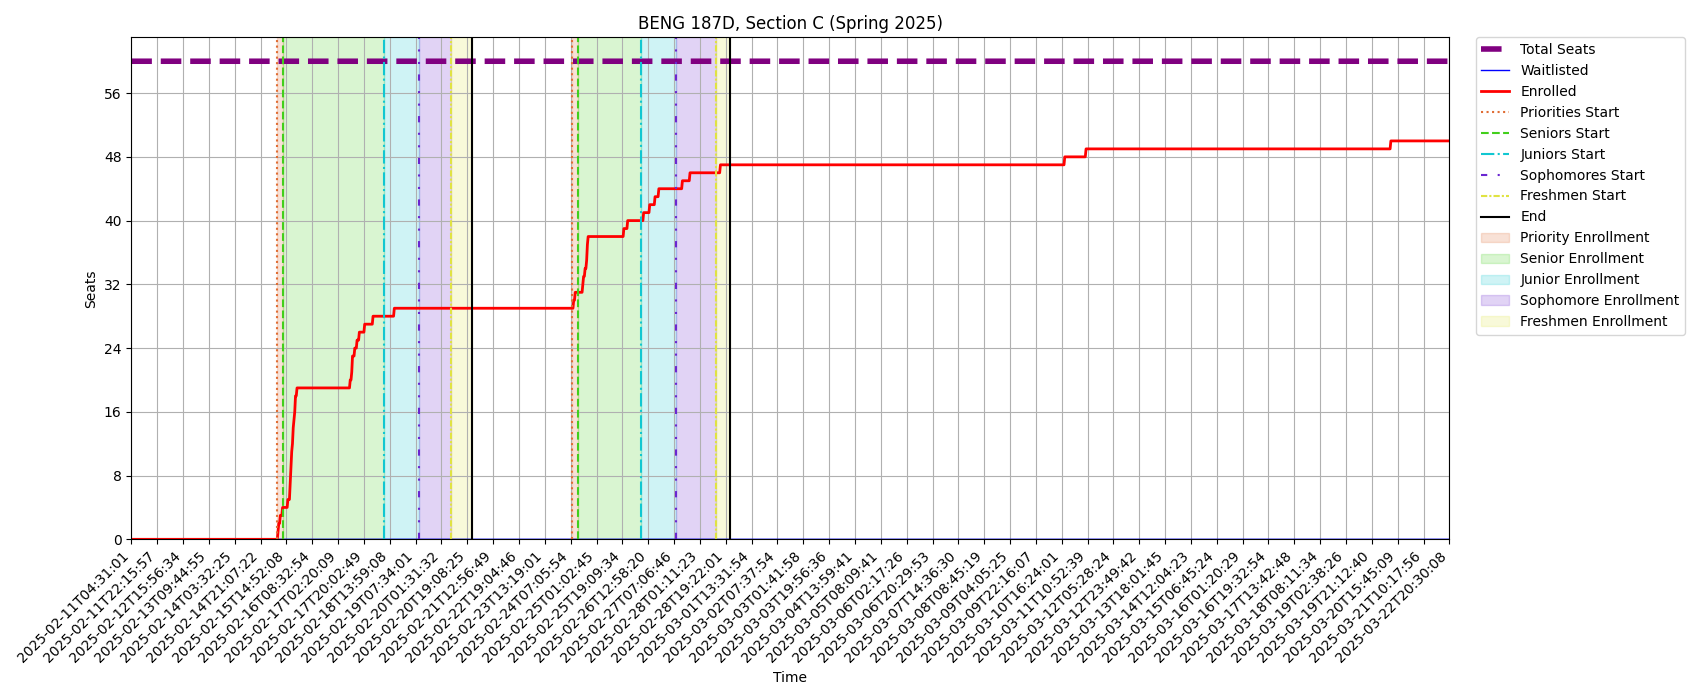 BENG 187D, Section C (Spring 2025)
Total Seats
Waitlisted
Enrolled
Priorities Start
Seniors Start
Juniors Start
Sophomores Start
Freshmen Start
End
Priority Enrollment
Senior Enrollment
Junior Enrollment
Sophomore Enrollment
Freshmen Enrollment
Seats
56
48
40
32
24
16
8
0
2025-02-11T04:31:01
2025-02-11T22:15:57
2025-02-12T15:56:34
2025-02-13T09:44:55
2025-02-14T03:32:25
2025-02-14T21:07:22
2025-02-15T14:52:08
2025-02-16T08:32:54
2025-02-17T02:20:09
2025-02-17T20:02:49
2025-02-18T13:59:08
2025-02-19T07:34:01
2025-02-20T01:31:32
2025-02-20T19:08:25
2025-02-21T12:56:49
2025-02-22T19:04:46
2025-02-23T13:19:01
2025-02-24T07:05:54
2025-02-25T01:02:45
2025-02-25T19:09:34
2025-02-26T12:58:20
2025-02-27T07:06:46
2025-02-28T01:11:23
2025-02-28T19:22:01
2025-03-01T13:31:54
2025-03-02T07:37:54
2025-03-03T01:41:58
2025-03-03T19:56:36
2025-03-04T13:59:41
2025-03-05T08:09:41
2025-03-06T02:17:26
2025-03-06T20:29:53
2025-03-07T14:36:30
2025-03-08T08:45:19
2025-03-09T04:05:25
2025-03-09T22:16:07
2025-03-10T16:24:01
2025-03-11T10:52:39
2025-03-12T05:28:24
2025-03-12T23:49:42
2025-03-13T18:01:45
2025-03-14T12:04:23
2025-03-15T06:45:24
2025-03-16T01:20:29
2025-03-16T19:32:54
2025-03-17T13:42:48
2025-03-18T08:11:34
2025-03-19T02:38:26
2025-03-19T21:12:40
2025-03-20T15:45:09
2025-03-21T10:17:56
2025-03-22T20:30:08
Time